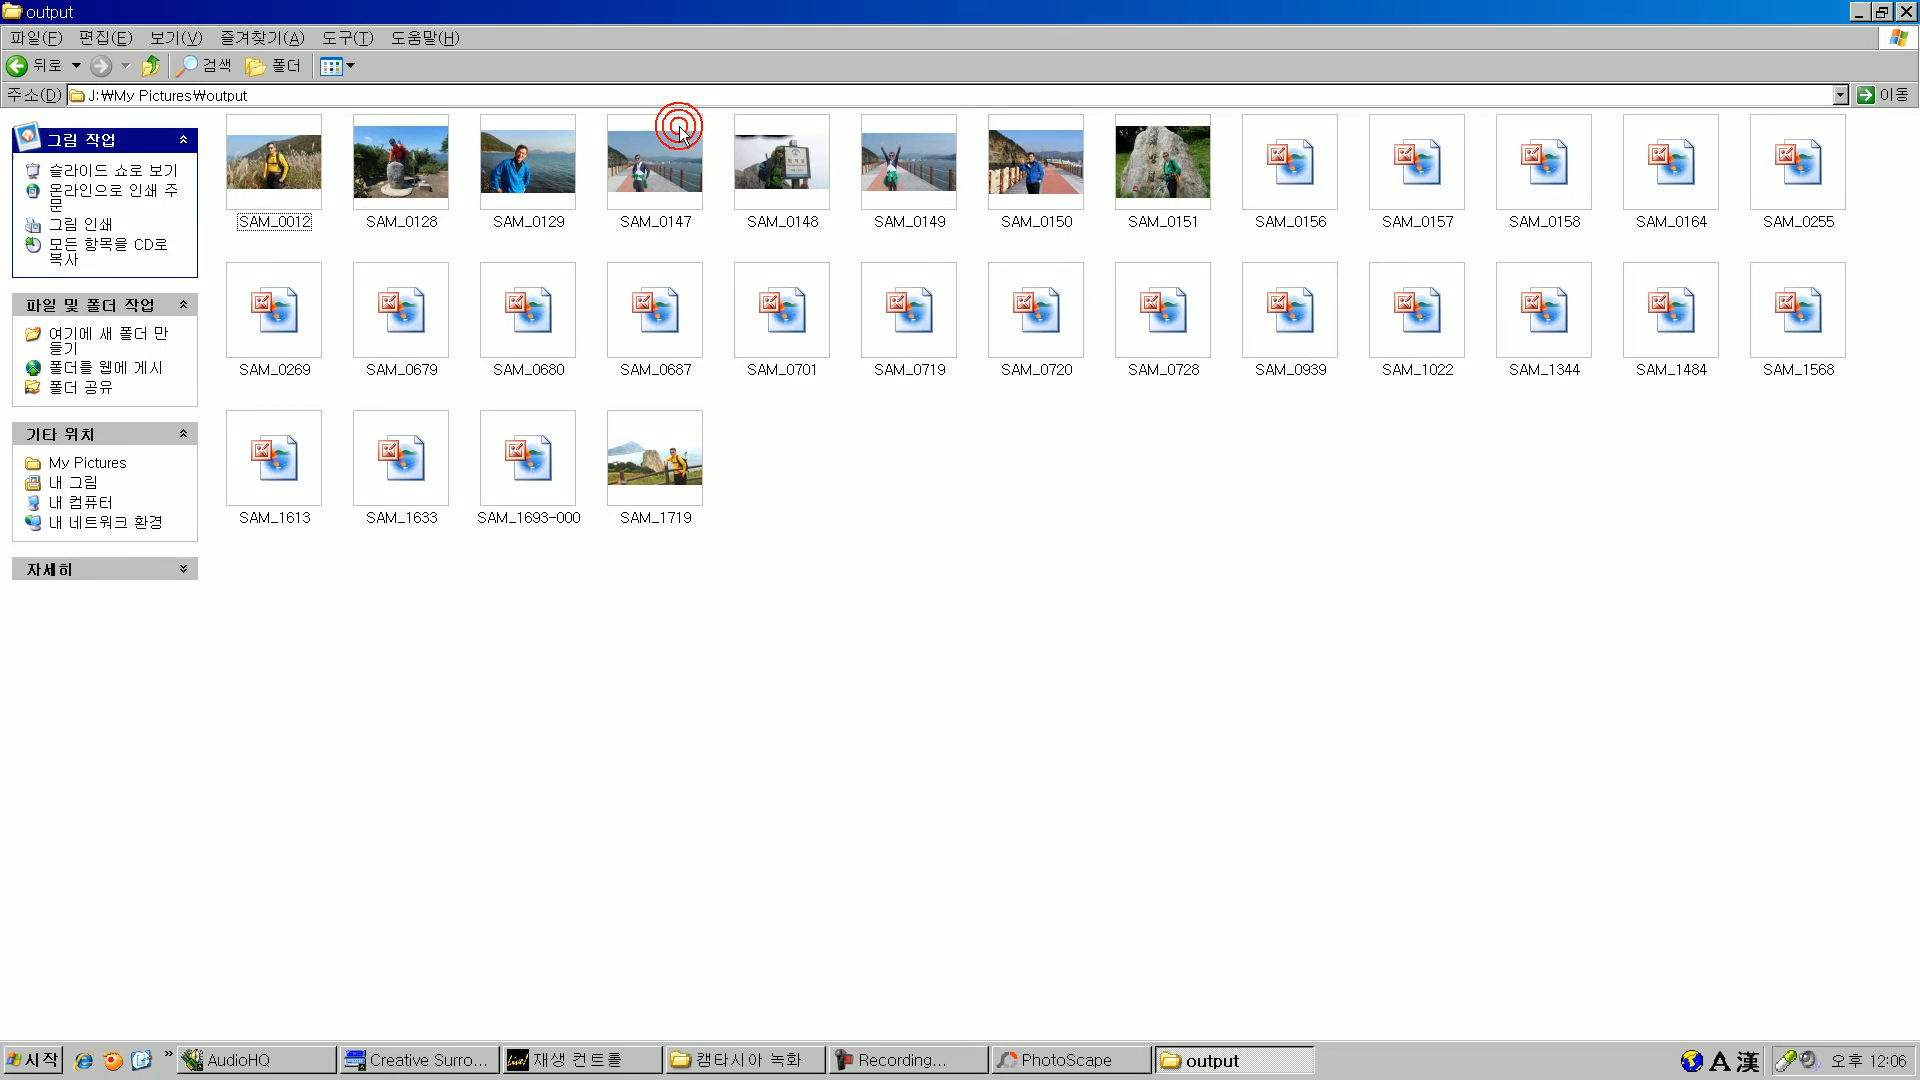 output
파일(F) 편집(E) 보기(V) 즐겨찾기(A) 도구(T) 도움말(H)
뒤로 검색 폴더
주소(D) J:₩My Pictures₩output 이동
그림 작업
슬라이드 쇼로 보기
온라인으로 인쇄 주
문
그림 인쇄
모든 항목을 CD로
복사
파일 및 폴더 작업
여기에 새 폴더 만
들기
폴더를 웹에 게시
폴더 공유
기타 위치
My Pictures
내 그림
내 컴퓨터
내 네트워크 환경
자세히
SAM_0012 SAM_0128 SAM_0129 SAM_0147 SAM_0148 SAM_0149 SAM_0150 SAM_0151 SAM_0156 SAM_0157 SAM_0158 SAM_0164 SAM_0255
SAM_0269 SAM_0679 SAM_0680 SAM_0687 SAM_0701 SAM_0719 SAM_0720 SAM_0728 SAM_0939 SAM_1022 SAM_1344 SAM_1484 SAM_1568
SAM_1613 SAM_1633 SAM_1693-000 SAM_1719
시작 » AudioHQ Creative Surro... Live! 재생 컨트롤 캠타시아 녹화 Recording... PhotoScape output A 漢 오후 12:06